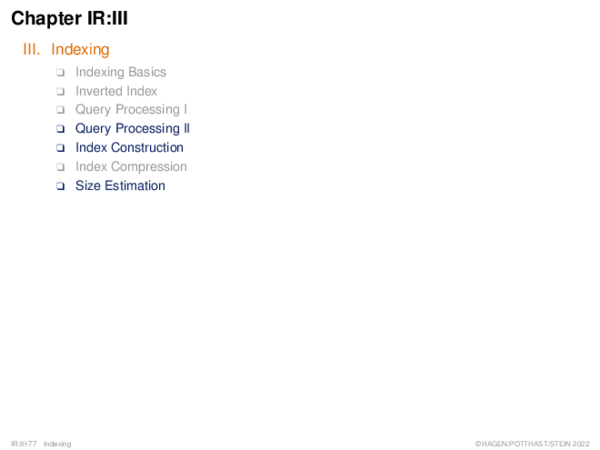 Chapter IR:III
III. Indexing
❑ Indexing Basics
❑ Inverted Index
❑ Query Processing I
❑ Query Processing II
❑ Index Construction
❑ Index Compression
❑ Size Estimation
IR:III-77 Indexing
©HAGEN/POTTHAST/STEIN 2022